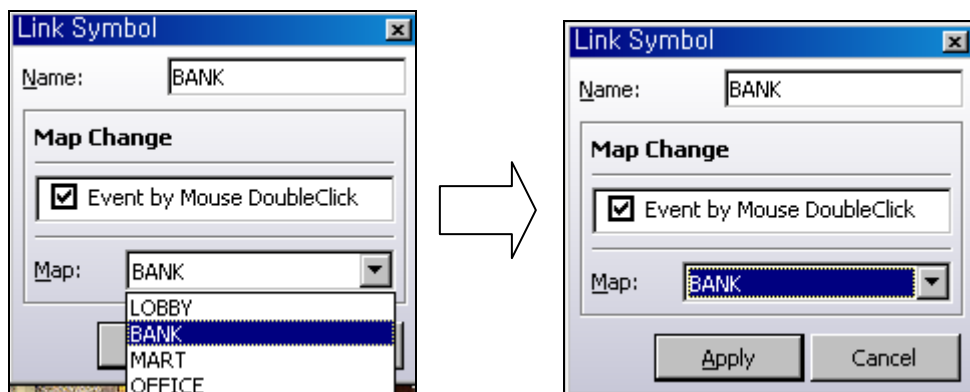 Link Symbol
Name: BANK
Map Change
Event by Mouse DoubleClick
Map: BANK
LOBBY
BANK
MART
OFFICE
Link Symbol
Name: BANK
Map Change
Event by Mouse DoubleClick
Map: BANK
Apply Cancel